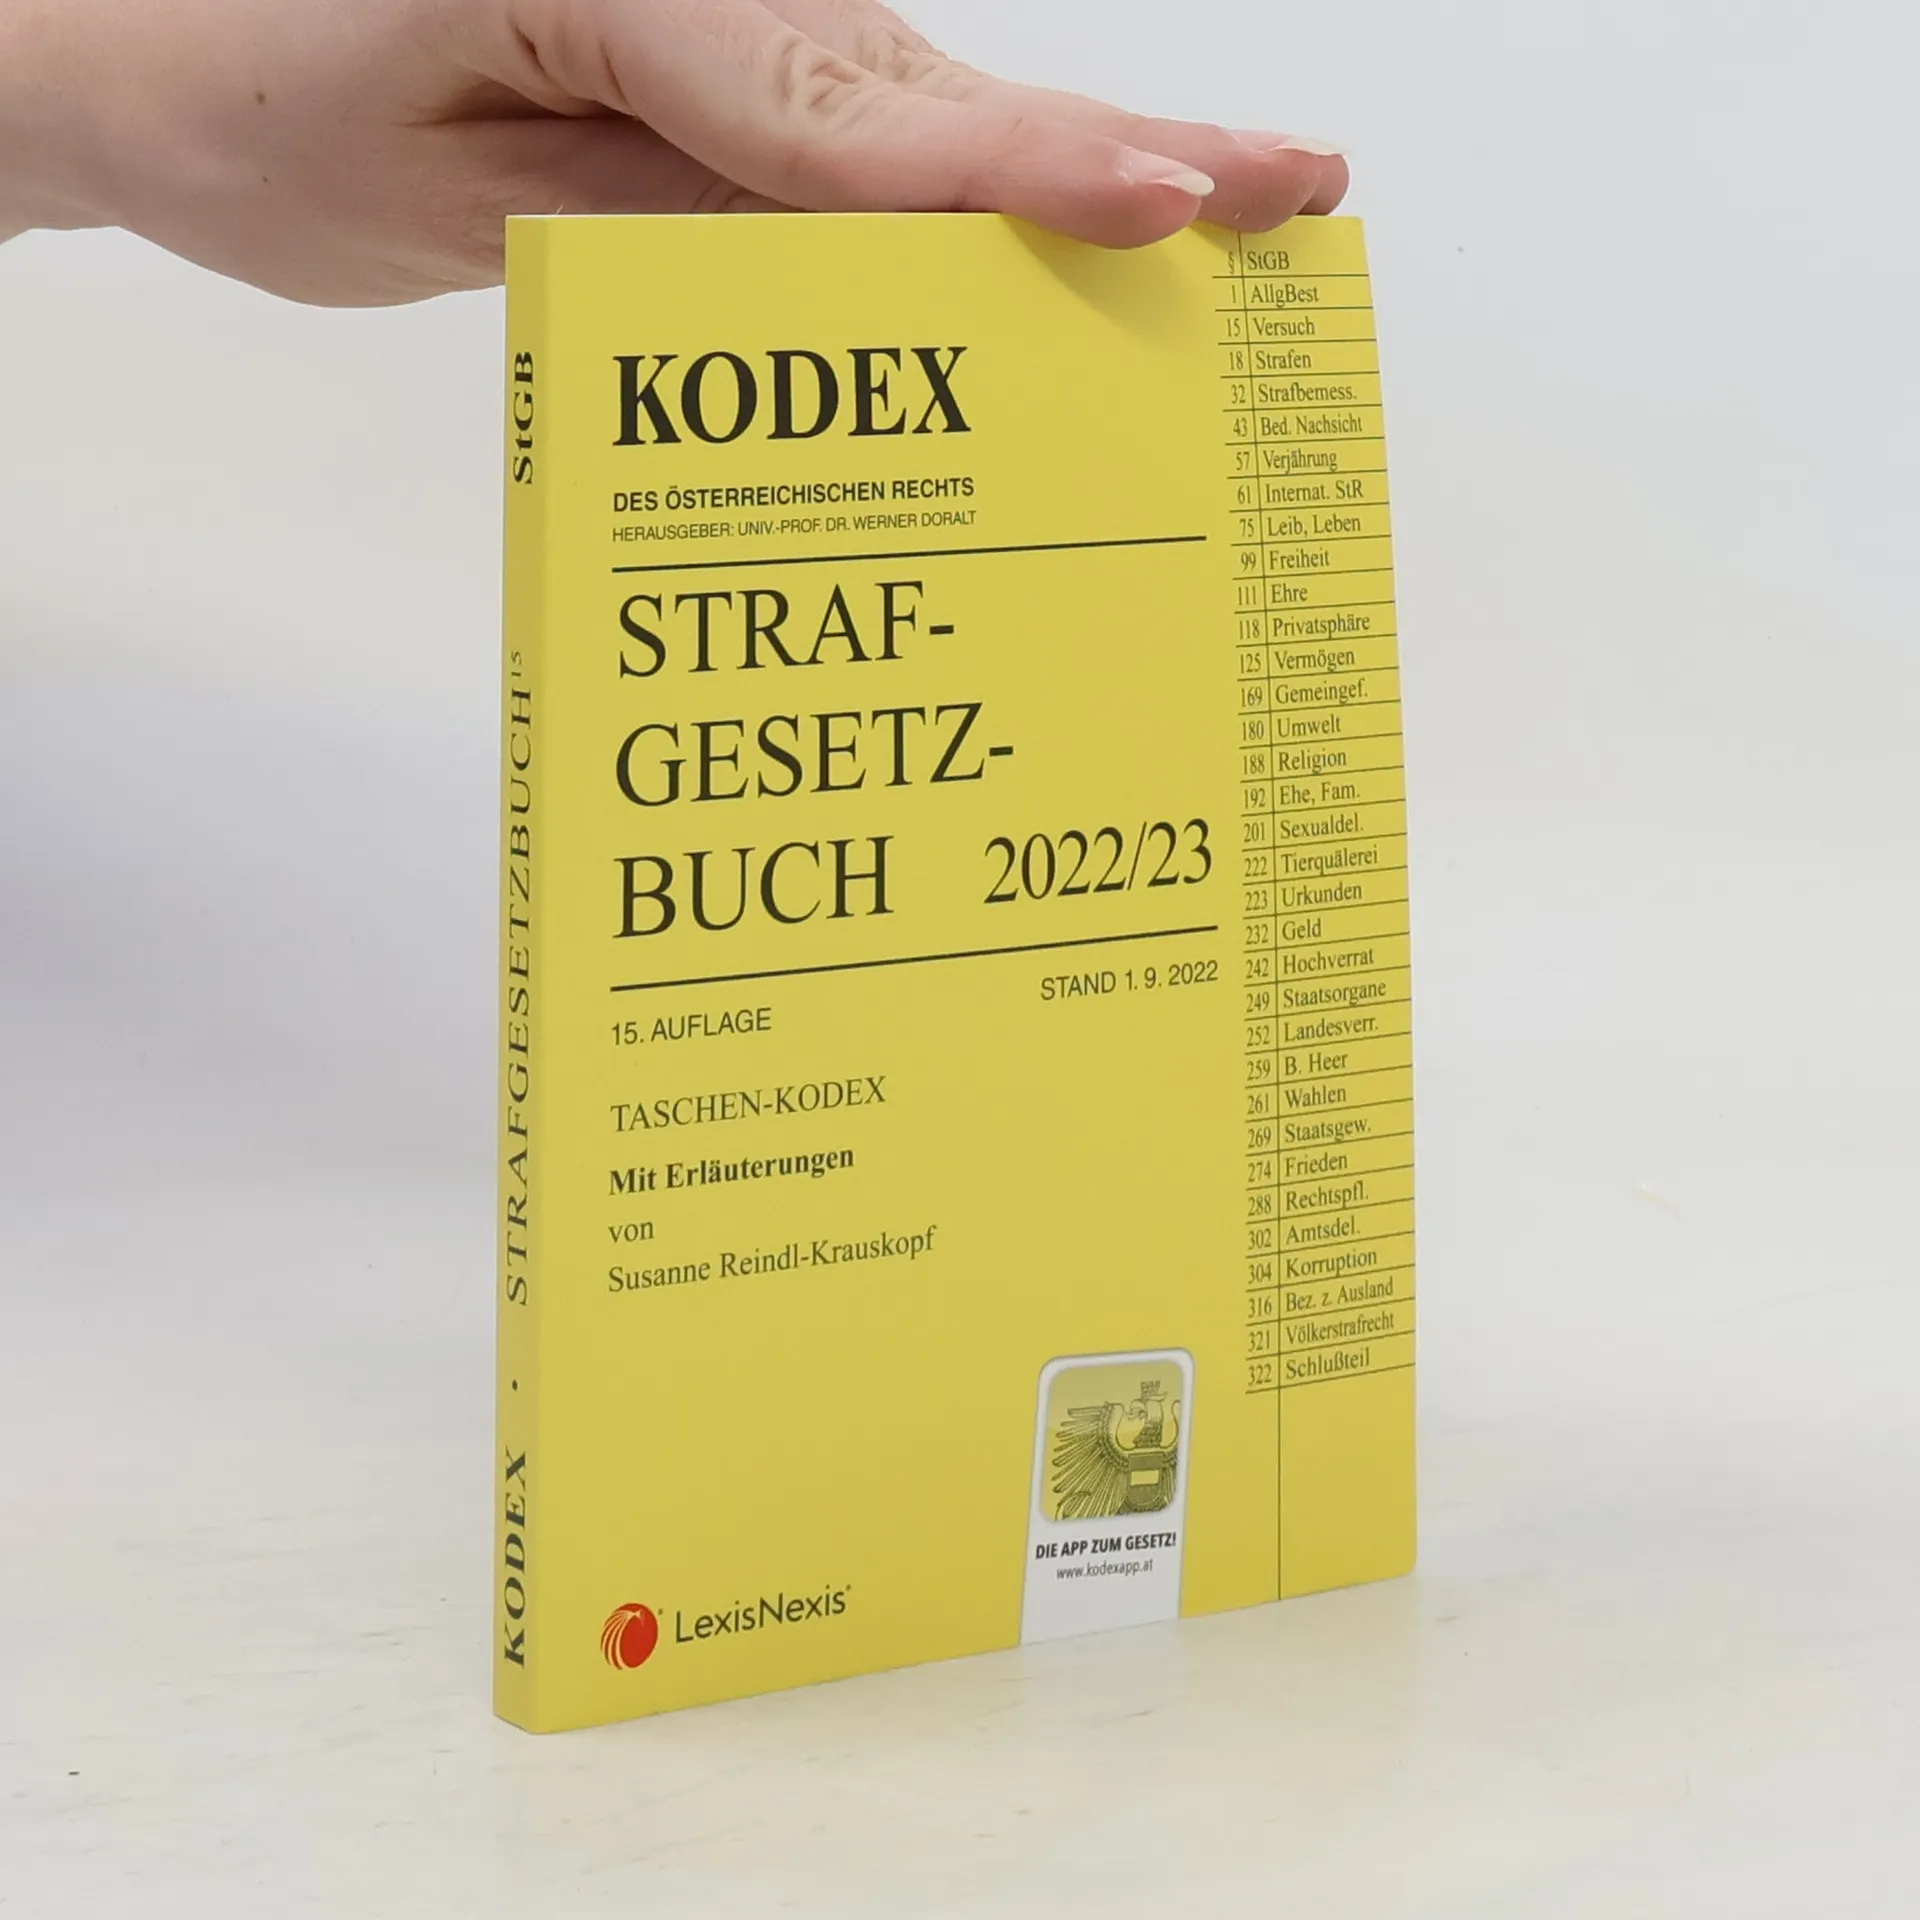 StGB
STRAFGESETZBUCH¹⁵
•
KODEX
KODEX
DES ÖSTERREICHISCHEN RECHTS
HERAUSGEBER: UNIV.-PROF. DR. WERNER DORALT
STRAF-
GESETZ-
BUCH 2022/23
15. AUFLAGE
STAND 1. 9. 2022
TASCHEN-KODEX
Mit Erläuterungen
von
Susanne Reindl-Krauskopf
LexisNexis®
DIE APP ZUM GESETZ!
www.kodexapp.at
§ StGB
1 AllgBest
15 Versuch
18 Strafen
32 Strafbemess.
43 Bed. Nachsicht
57 Verjährung
61 Internat. StR
75 Leib, Leben
99 Freiheit
111 Ehre
118 Privatsphäre
125 Vermögen
169 Gemeingef.
180 Umwelt
188 Religion
192 Ehe, Fam.
201 Sexualdel.
222 Tierquälerei
223 Urkunden
232 Geld
242 Hochverrat
249 Staatsorgane
252 Landesverr.
259 B. Heer
261 Wahlen
269 Staatsgew.
274 Frieden
288 Rechtspfl.
302 Amtsdel.
304 Korruption
316 Bez. z. Ausland
321 Völkerstrafrecht
322 Schlußteil